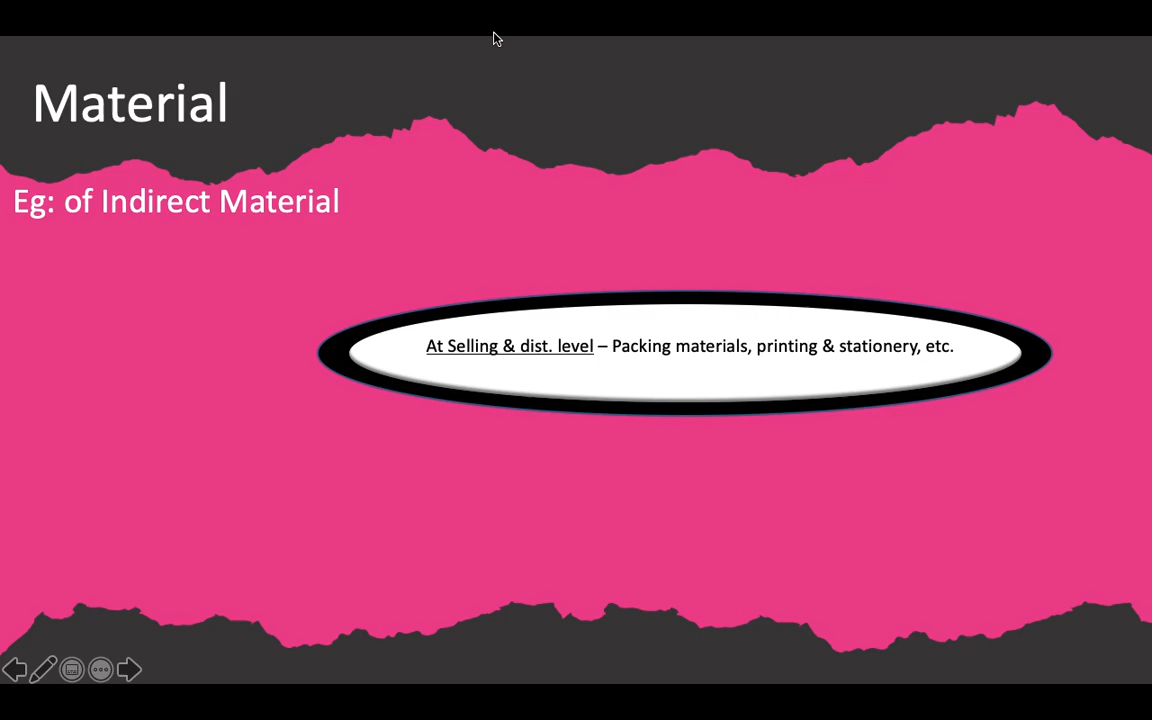 Material
Eg: of Indirect Material
At Selling & dist. level – Packing materials, printing & stationery, etc.